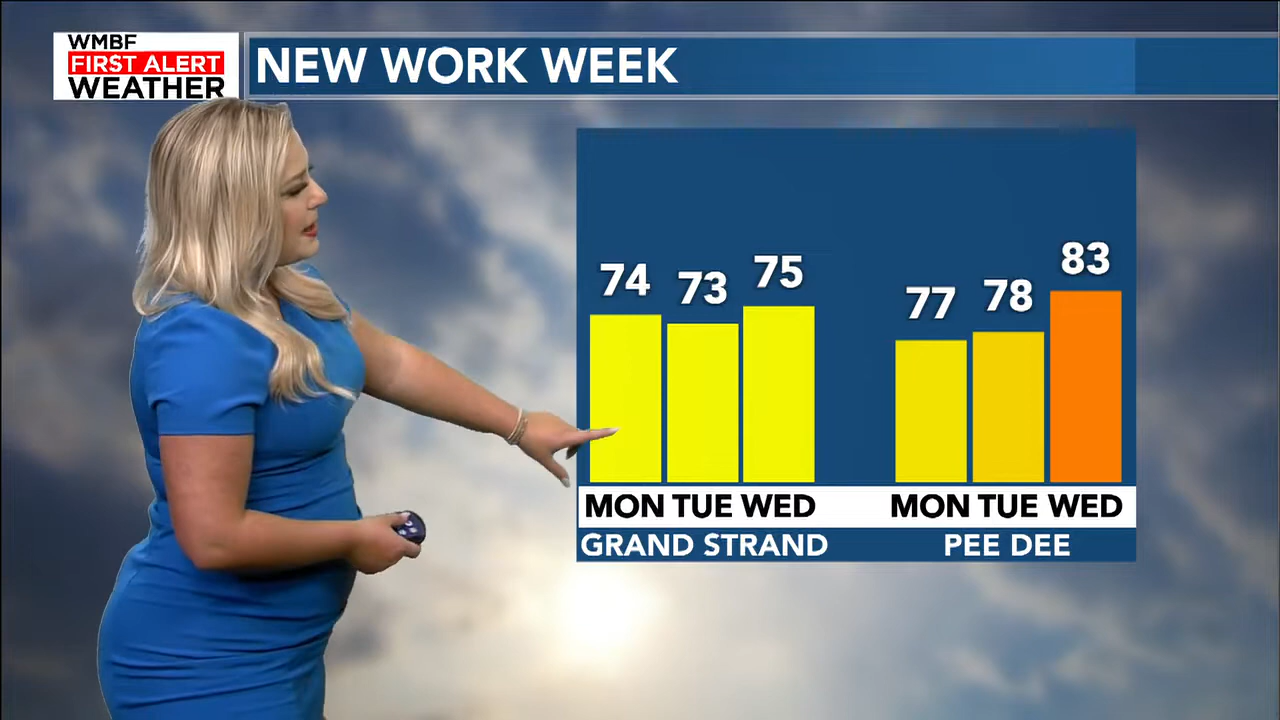 WMBF
FIRST ALERT
WEATHER
NEW WORK WEEK
74 73 75
77 78 83
MON TUE WED
MON TUE WED
GRAND STRAND
PEE DEE